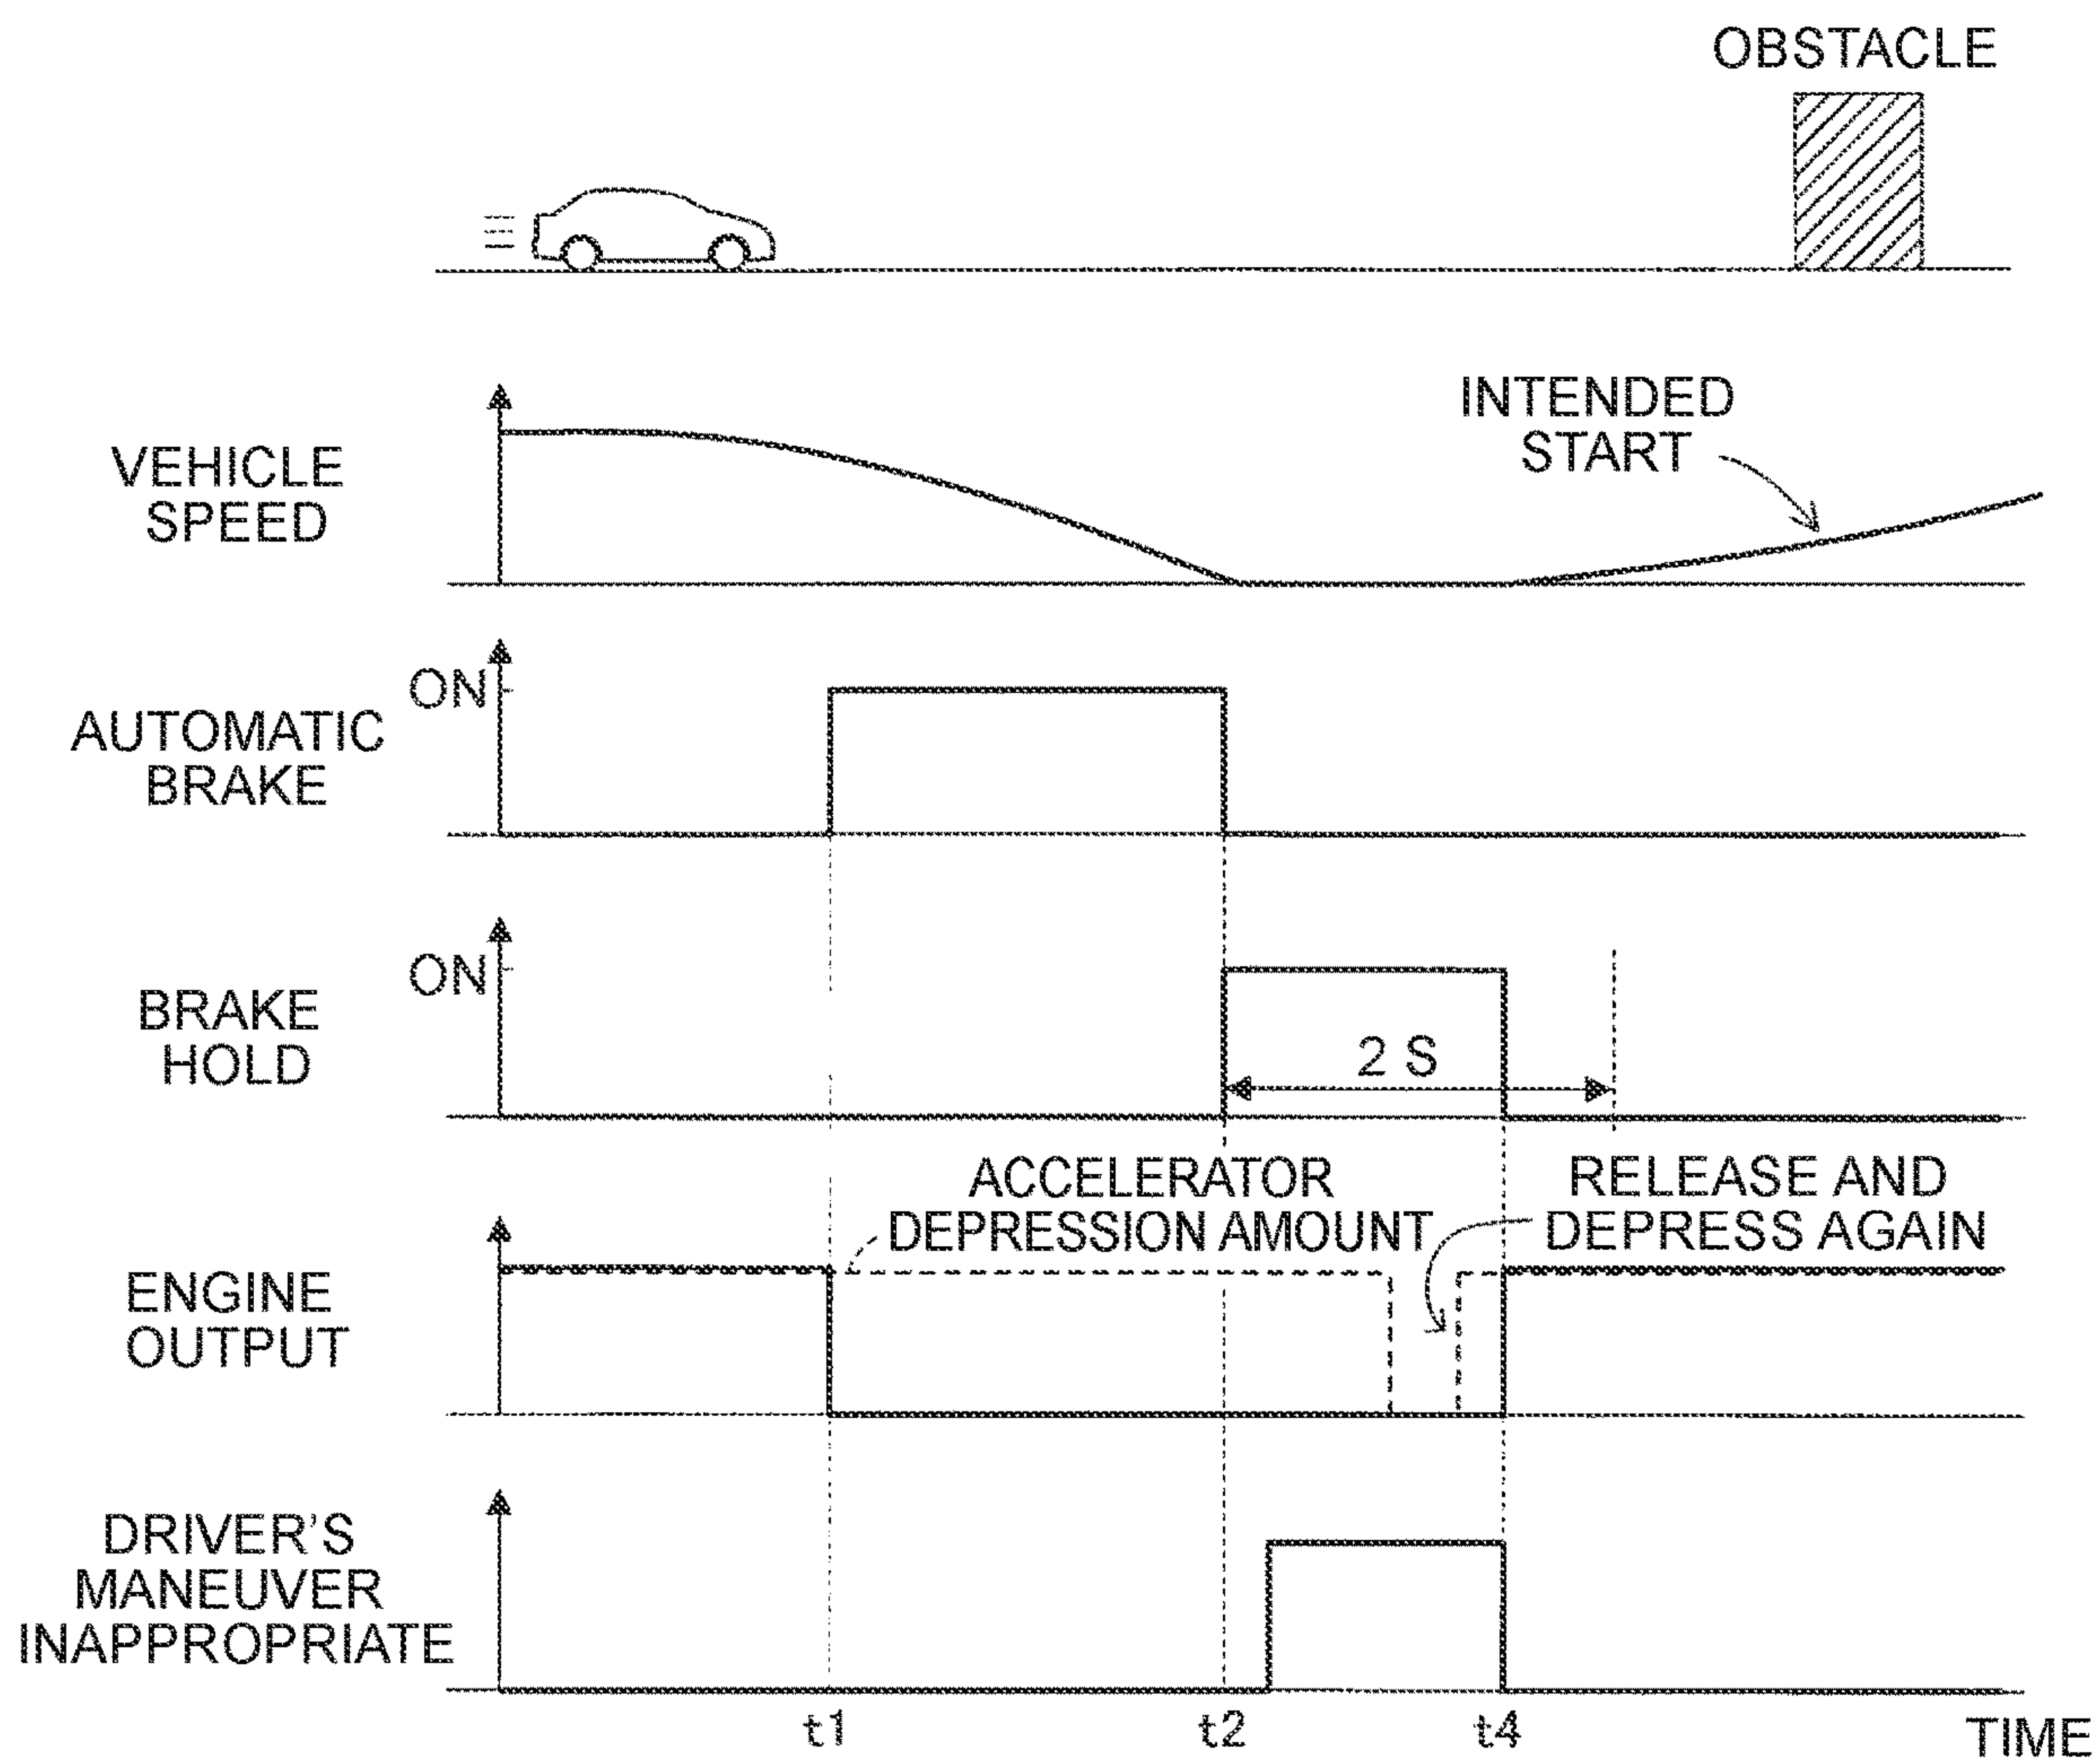 OBSTACLE
INTENDED
START
VEHICLE
SPEED
ON
AUTOMATIC
BRAKE
ON
BRAKE
HOLD
2 S
ACCELERATOR
DEPRESSION AMOUNT
RELEASE AND
DEPRESS AGAIN
ENGINE
OUTPUT
DRIVER'S
MANEUVER
INAPPROPRIATE
t1
t2
t4
TIME